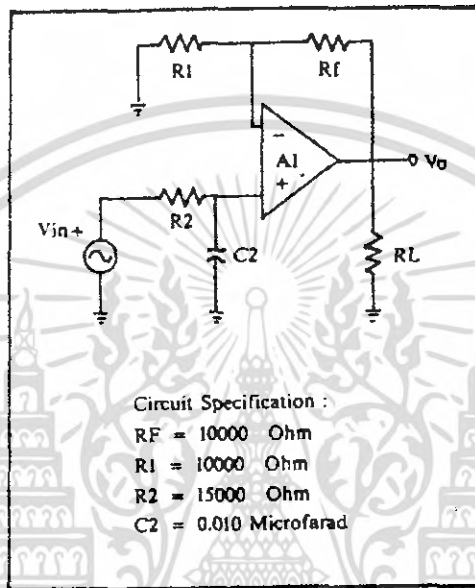 R1
Rf
−
A1
+
Vo
R2
Vin+
C2
RL
Circuit Specification :
RF = 10000 Ohm
R1 = 10000 Ohm
R2 = 15000 Ohm
C2 = 0.010 Microfarad